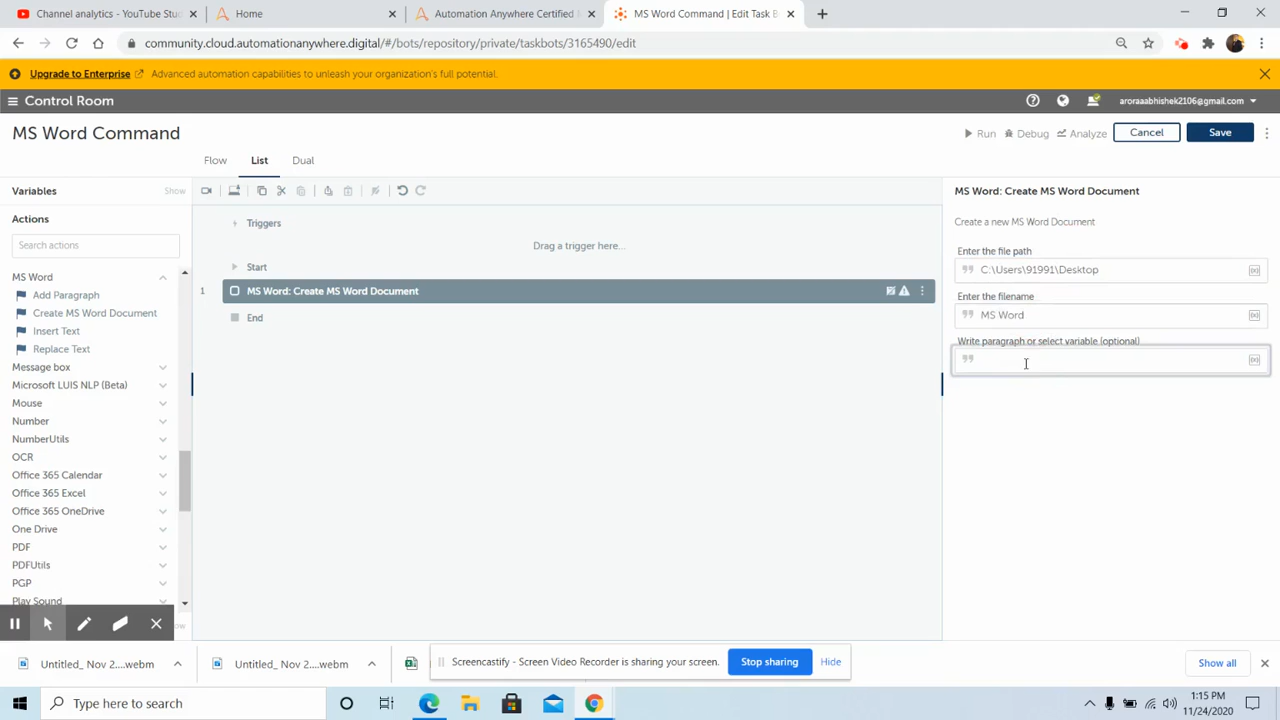 Channel analytics - YouTube Stu
Home
Automation Anywhere Certified
MS Word Command | Edit Task B
community.cloud.automationanywhere.digital/#/bots/repository/private/taskbots/3165490/edit
Upgrade to Enterprise Advanced automation capabilities to unleash your organization's full potential.
Control Room
aroraaabhishek2106@gmail.com
MS Word Command
Run
Debug
Analyze
Cancel
Save
Flow
List
Dual
Variables
Show
Actions
Search actions
MS Word
Add Paragraph
Create MS Word Document
Insert Text
Replace Text
Message box
Microsoft LUIS NLP (Beta)
Mouse
Number
NumberUtils
OCR
Office 365 Calendar
Office 365 Excel
Office 365 OneDrive
One Drive
PDF
PDFUtils
PGP
Play Sound
Triggers
Drag a trigger here...
Start
1
MS Word: Create MS Word Document
End
MS Word: Create MS Word Document
Create a new MS Word Document
Enter the file path
C:\Users\91991\Desktop
Enter the filename
MS Word
Write paragraph or select variable (optional)
Untitled_ Nov 2....webm
Untitled_ Nov 2....webm
Screencastify - Screen Video Recorder is sharing your screen.
Stop sharing
Hide
Show all
Type here to search
1:15 PM
11/24/2020